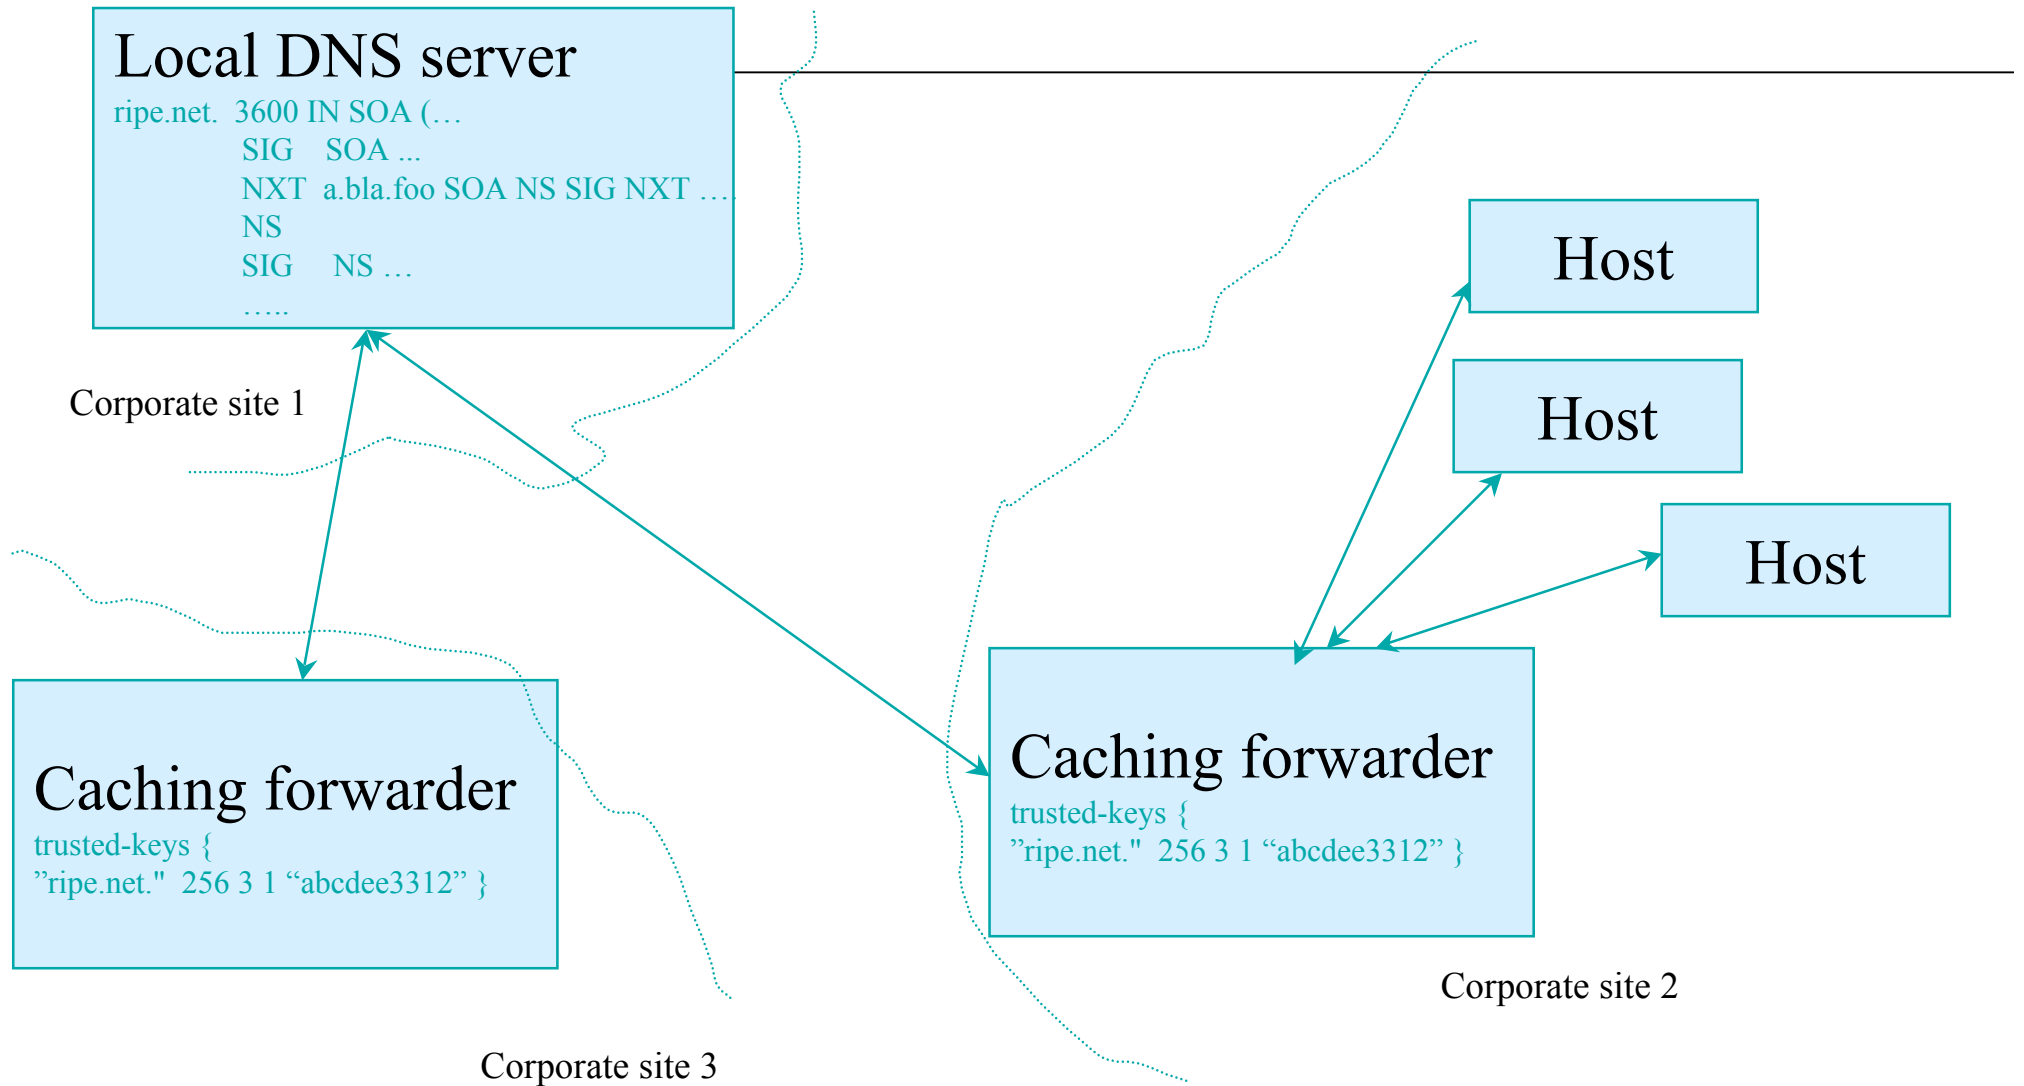 Local DNS server
ripe.net.  3600 IN SOA (…
SIG    SOA ...
NXT  a.bla.foo SOA NS SIG NXT ….
NS
SIG     NS …
…..
Corporate site 1
Host
Host
Host
Caching forwarder
trusted-keys {
”ripe.net."  256 3 1 “abcdee3312” }
Corporate site 2
Caching forwarder
trusted-keys {
”ripe.net."  256 3 1 “abcdee3312” }
Corporate site 3